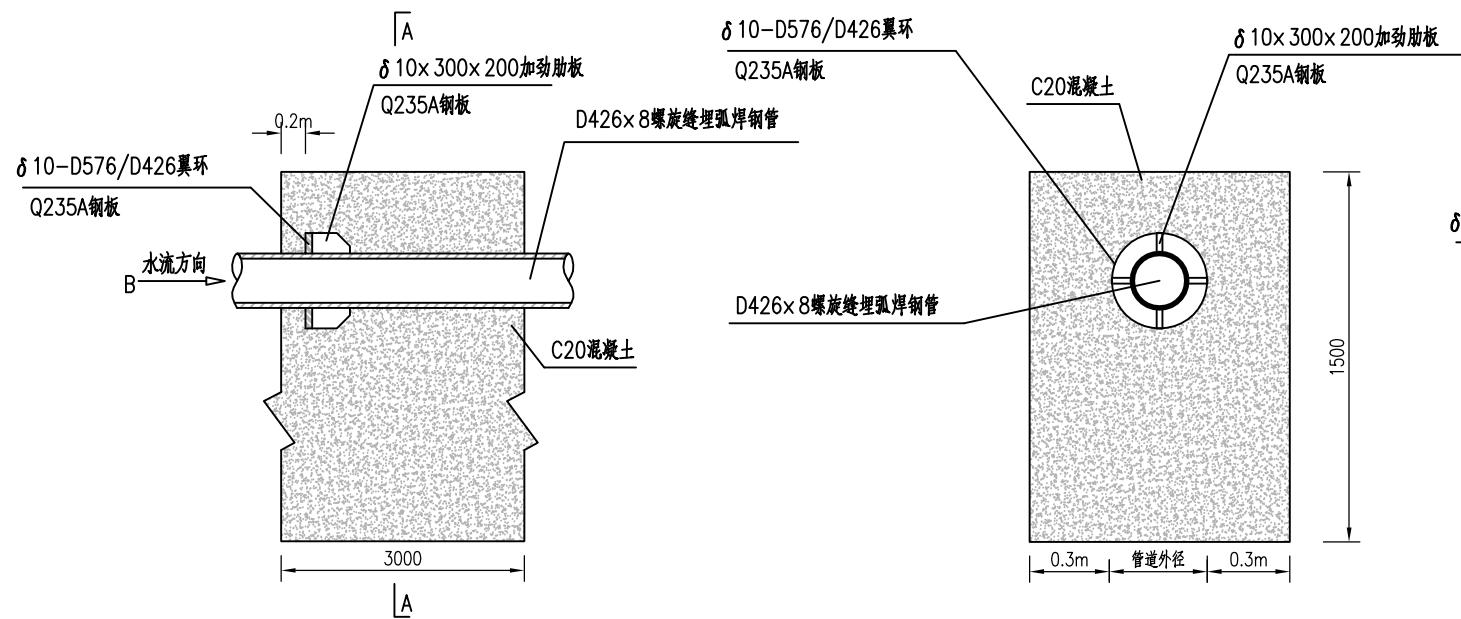 A
δ10×300×200加劲肋板
Q235A钢板
0.2m
D426×8螺旋缝埋弧焊钢管
δ10-D576/D426翼环
Q235A钢板
水流方向
B
C20混凝土
3000
A
δ10-D576/D426翼环
Q235A钢板
δ10×300×200加劲肋板
Q235A钢板
C20混凝土
D426×8螺旋缝埋弧焊钢管
1500
0.3m
管道外径
0.3m
δ